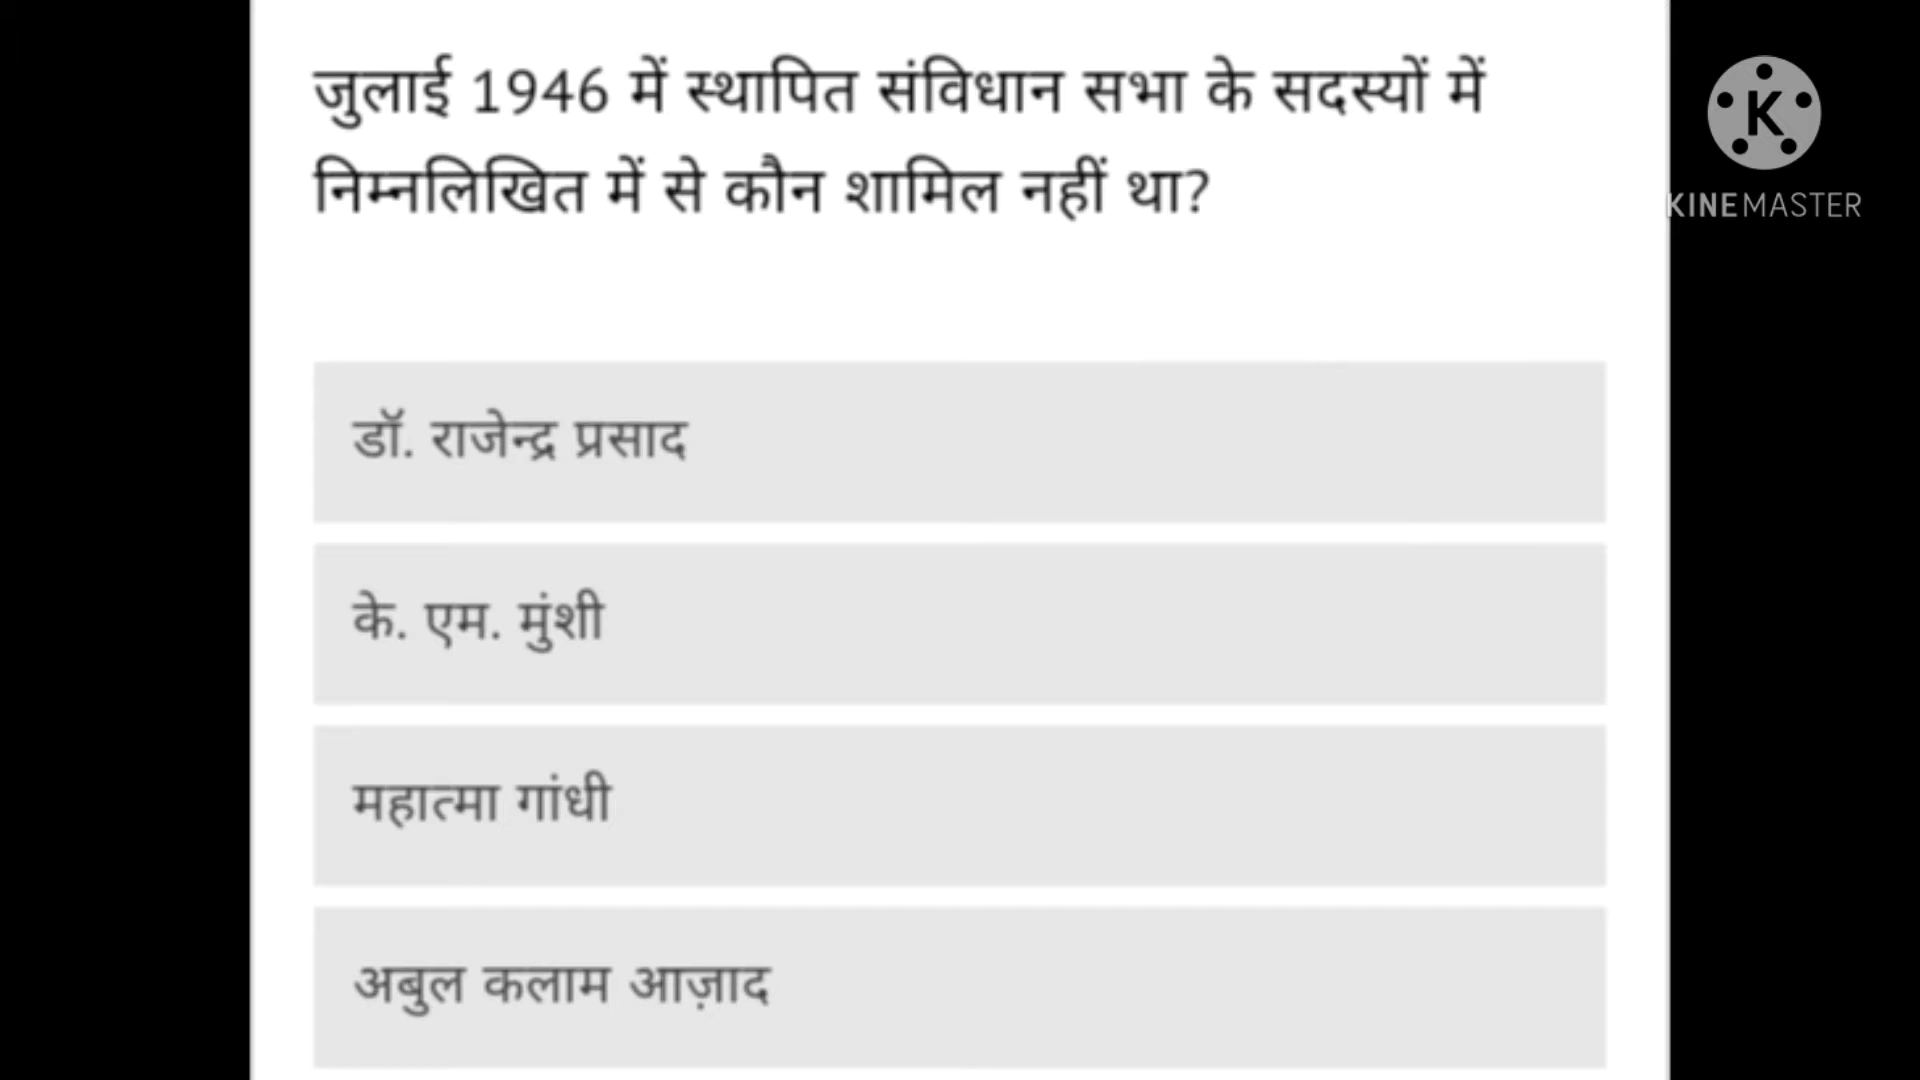 जुलाई 1946 में स्थापित संविधान सभा के सदस्यों में
निम्नलिखित में से कौन शामिल नहीं था?
डॉ. राजेन्द्र प्रसाद
के. एम. मुंशी
महात्मा गांधी
अबुल कलाम आज़ाद
K
KINEMASTER